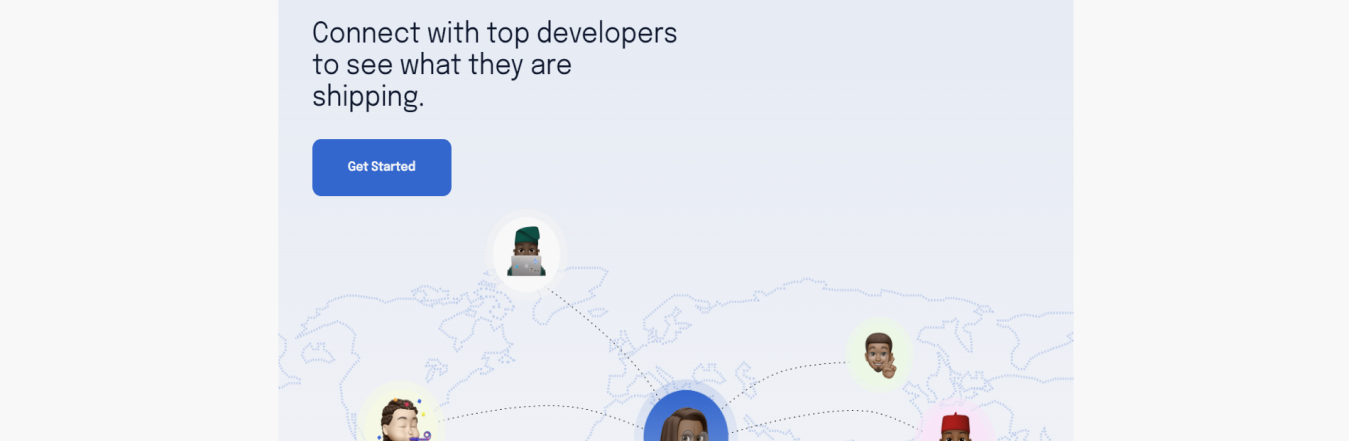 Connect with top developers
to see what they are
shipping.
Get Started